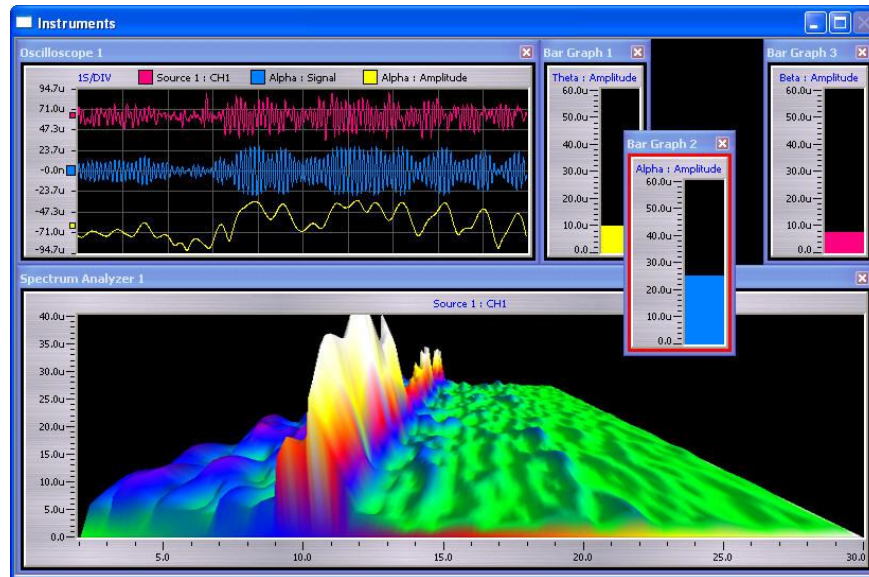 Instruments
Oscilloscope 1
1S/DIV Source 1 : CH1 Alpha : Signal Alpha : Amplitude
94.7u
71.0u
47.3u
23.7u
-0.0n
-23.7u
-47.3u
-71.0u
-94.7u
Bar Graph 1
Theta : Amplitude
60.0u
50.0u
40.0u
30.0u
20.0u
10.0u
0.0
Bar Graph 2
Alpha : Amplitude
60.0u
50.0u
40.0u
30.0u
20.0u
10.0u
0.0
Bar Graph 3
Beta : Amplitude
60.0u
50.0u
40.0u
30.0u
20.0u
10.0u
0.0
Spectrum Analyzer 1
Source 1 : CH1
40.0u
35.0u
30.0u
25.0u
20.0u
15.0u
10.0u
5.0u
0.0
5.0 10.0 15.0 20.0 25.0 30.0